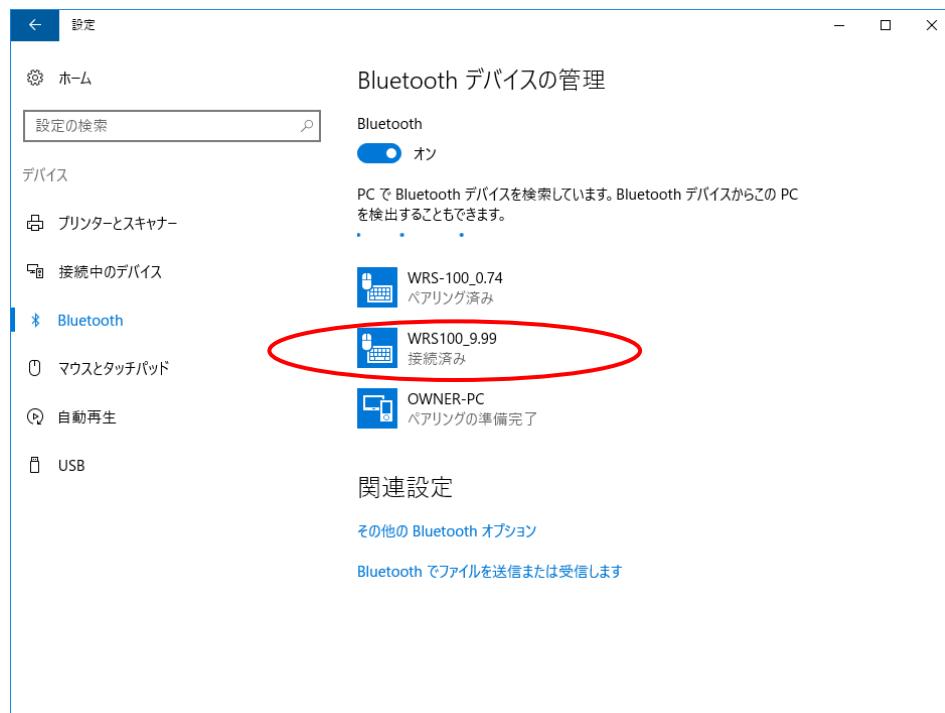 設定
ホーム
設定の検索
デバイス
プリンターとスキャナー
接続中のデバイス
Bluetooth
マウスとタッチパッド
自動再生
USB
Bluetooth デバイスの管理
Bluetooth
オン
PC で Bluetooth デバイスを検索しています。Bluetooth デバイスからこの PC
を検出することもできます。
WRS-100_0.74
ペアリング済み
WRS100_9.99
接続済み
OWNER-PC
ペアリングの準備完了
関連設定
その他の Bluetooth オプション
Bluetooth でファイルを送信または受信します